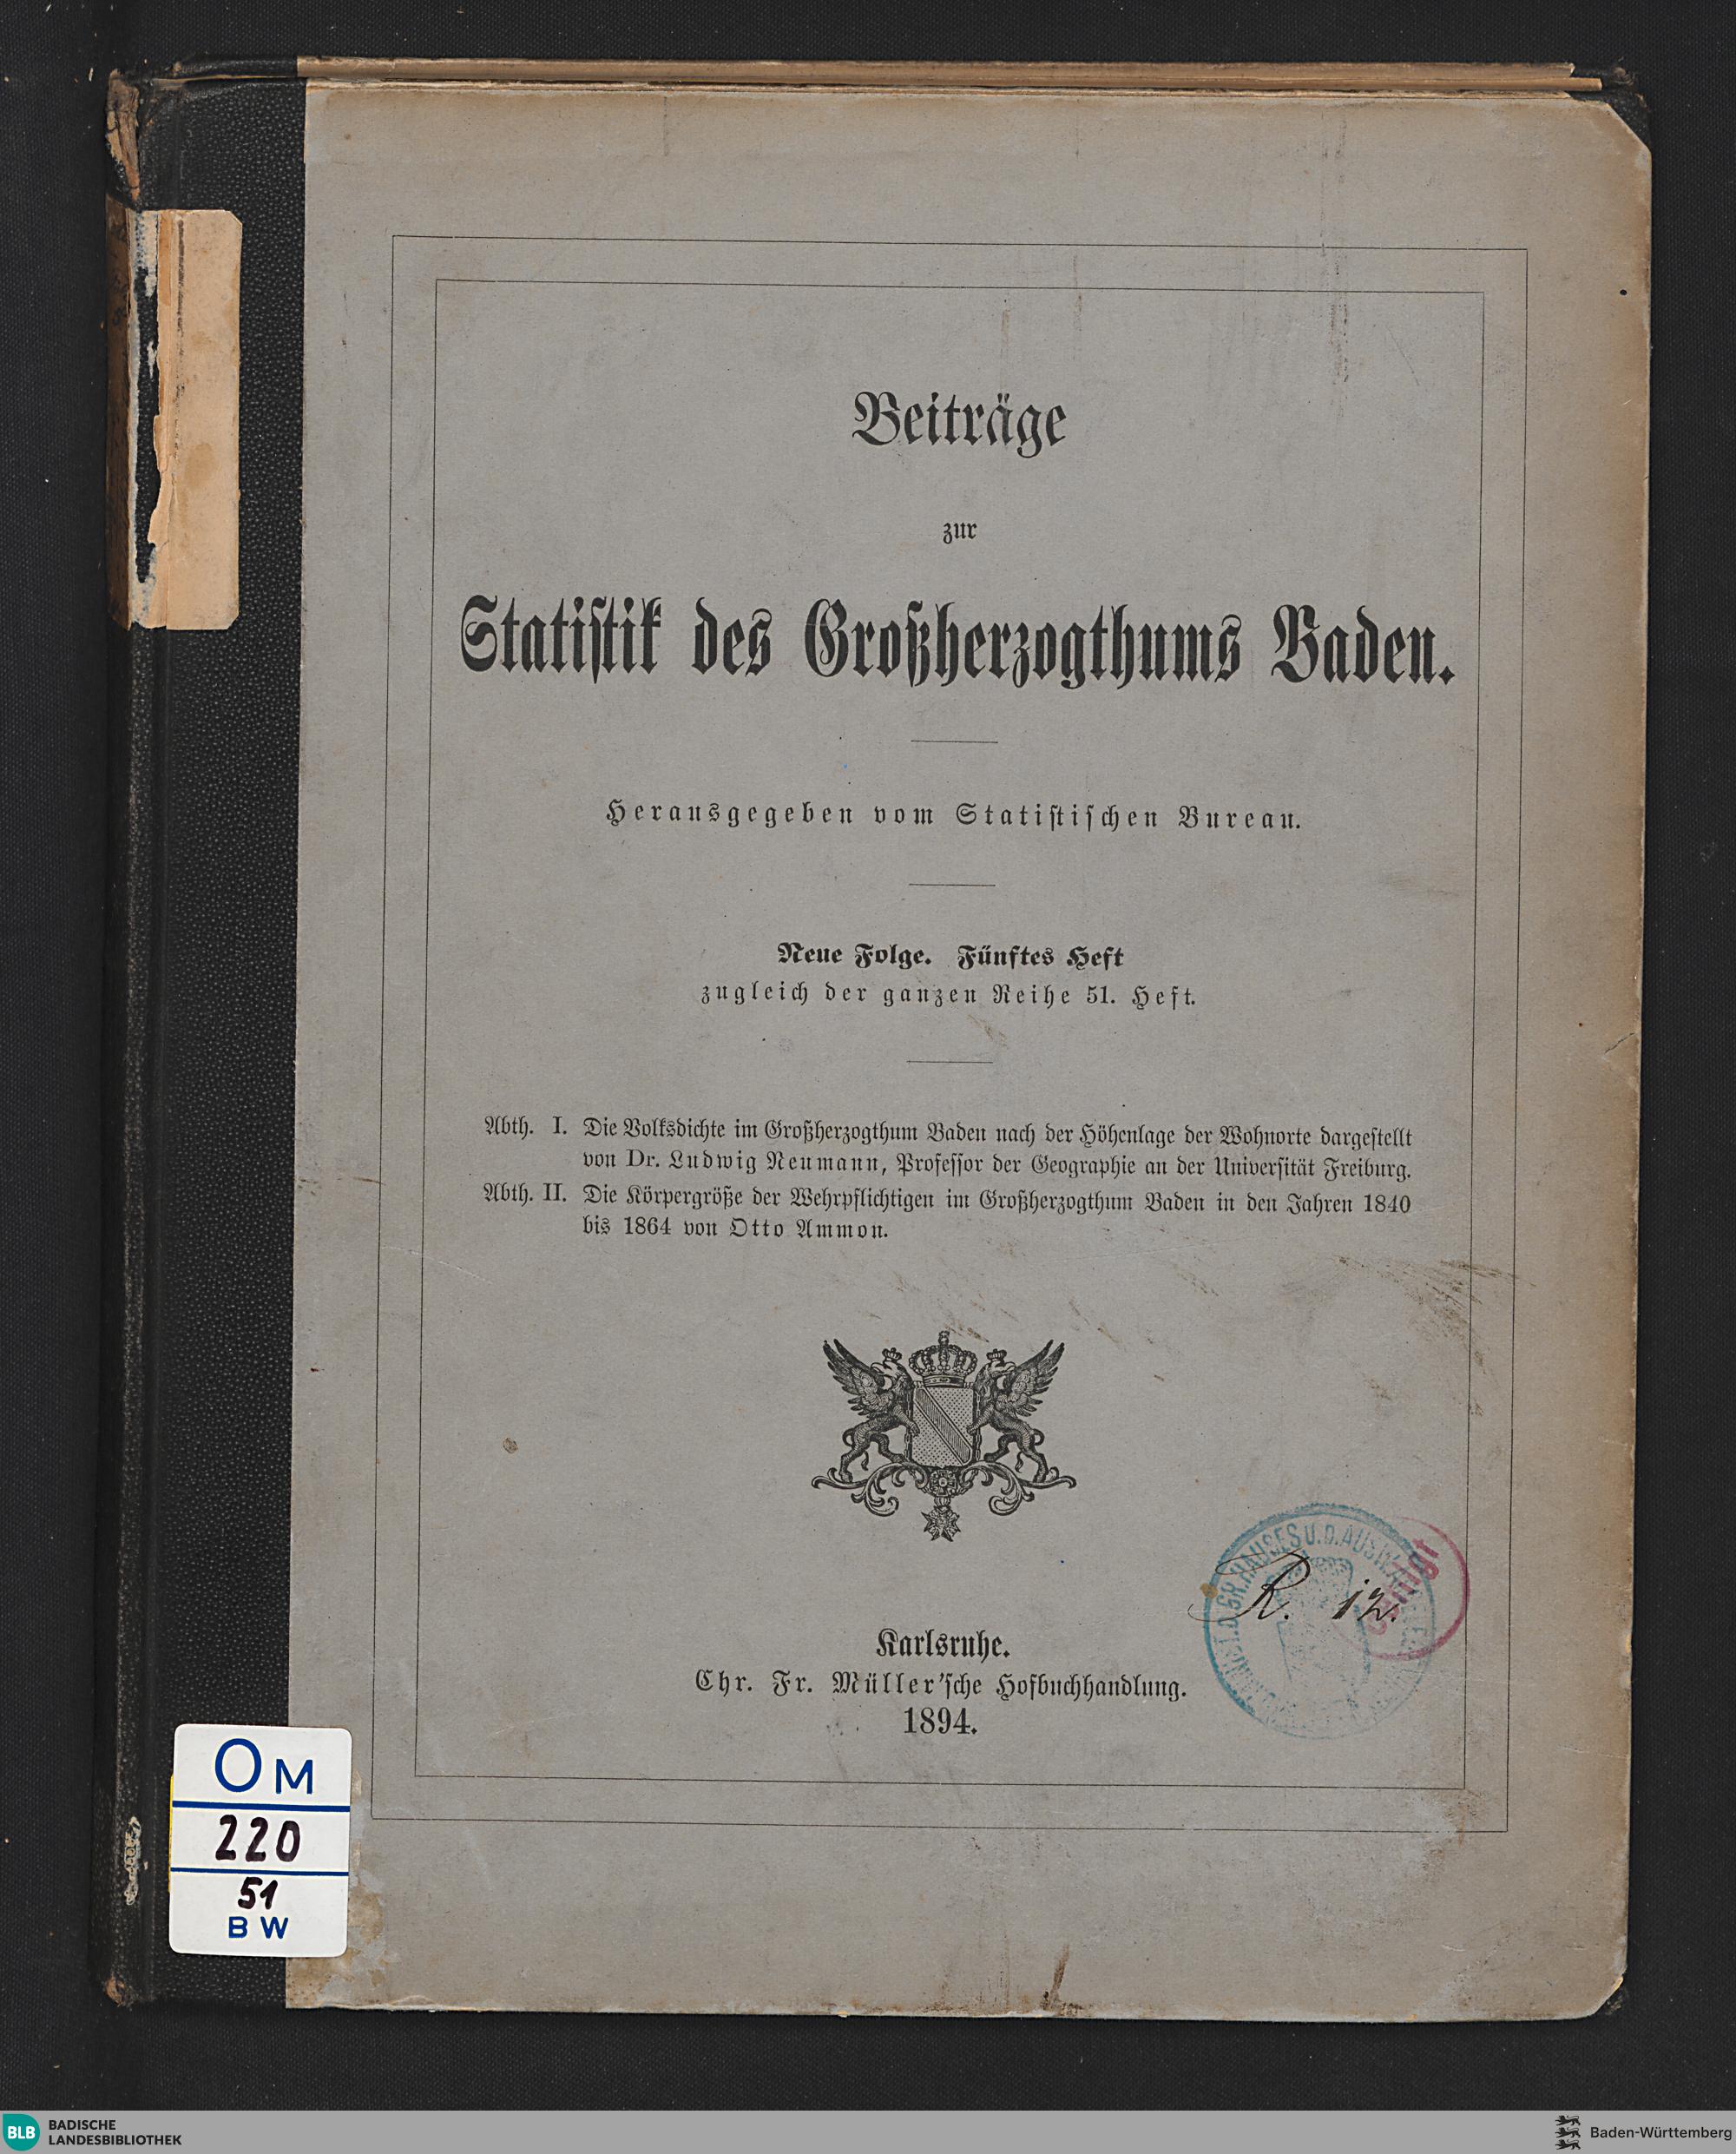 Beiträge
zur
Statistik des Großherzogthums Baden.
Herausgegeben vom Statistischen Bureau.
Neue Folge. Fünftes Heft
zugleich der ganzen Reihe 51. Heft.
Abth. I. Die Volksdichte im Großherzogthum Baden nach der Höhenlage der Wohnorte dargestellt
von Dr. Ludwig Neumann, Professor der Geographie an der Universität Freiburg.
Abth. II. Die Körpergröße der Wehrpflichtigen im Großherzogthum Baden in den Jahren 1840
bis 1864 von Otto Ammon.
GR. HAUSES U. D. AUSW
R. 12.
Karlsruhe.
Chr. Fr. Müller'sche Hofbuchhandlung.
1894.
OM
220
51
BW
BLB BADISCHE
LANDESBIBLIOTHEK
Baden-Württemberg